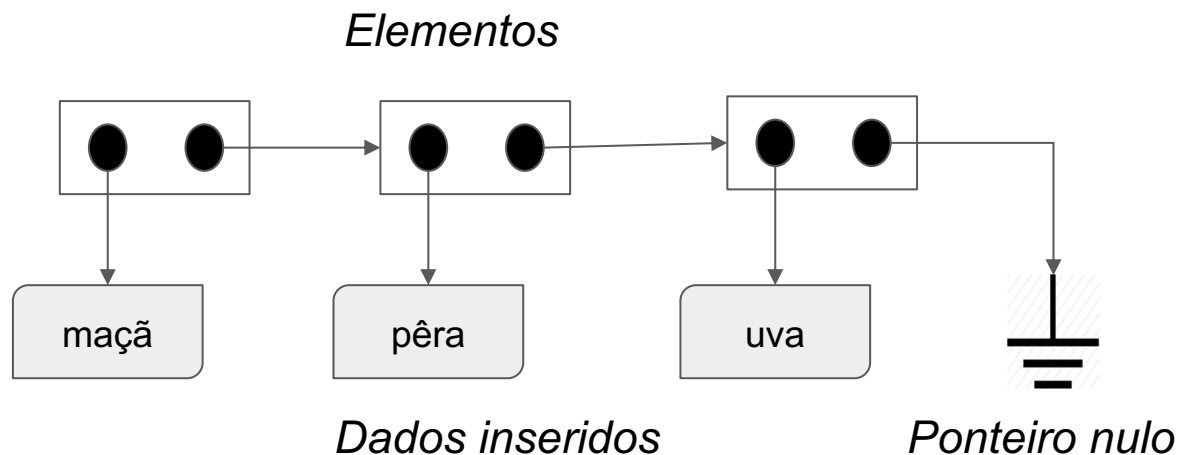 Elementos
maçã
pêra
uva
Dados inseridos
Ponteiro nulo